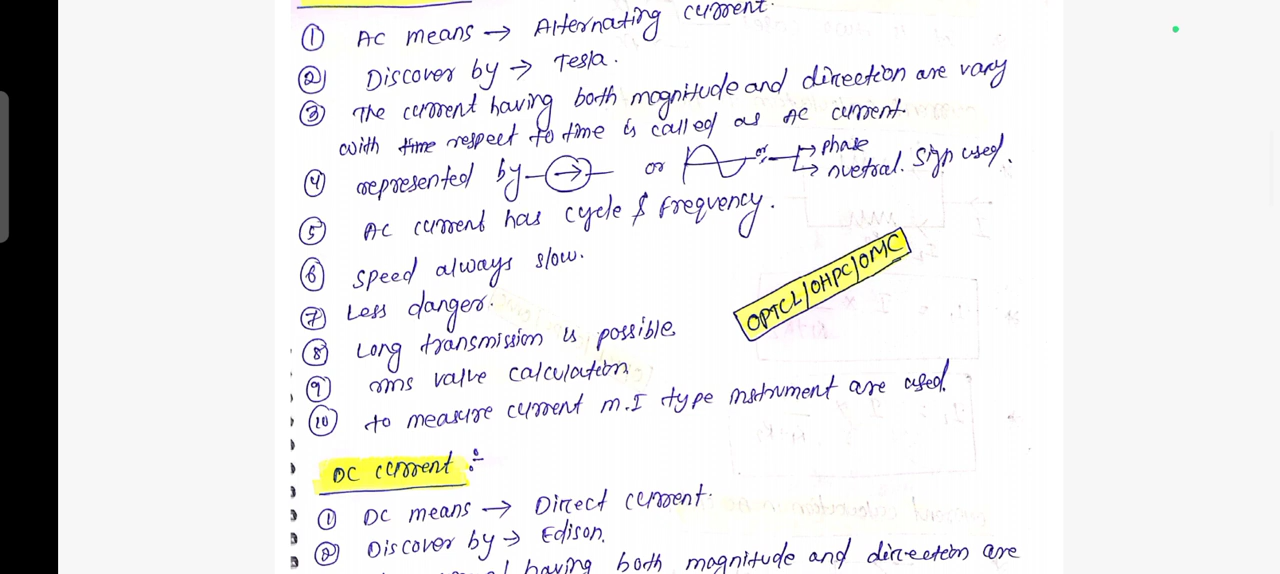 ① AC means → Alternating current.
② Discover by → Tesla.
③ The current having both magnitude and direction are vary
with time respect to time is called as AC current.
④ represented by or or phase
nuetral. Sign used.
⑤ AC current has cycle & frequency.
⑥ speed always slow.
⑦ Less danger.
OPTCL/OHPC/OMC
⑧ Long transmission is possible
⑨ rms value calculation
⑩ to measure current m.I type instrument are used.
DC current :-
① DC means → Direct current.
② Discover by → Edison.
having both magnitude and direction are